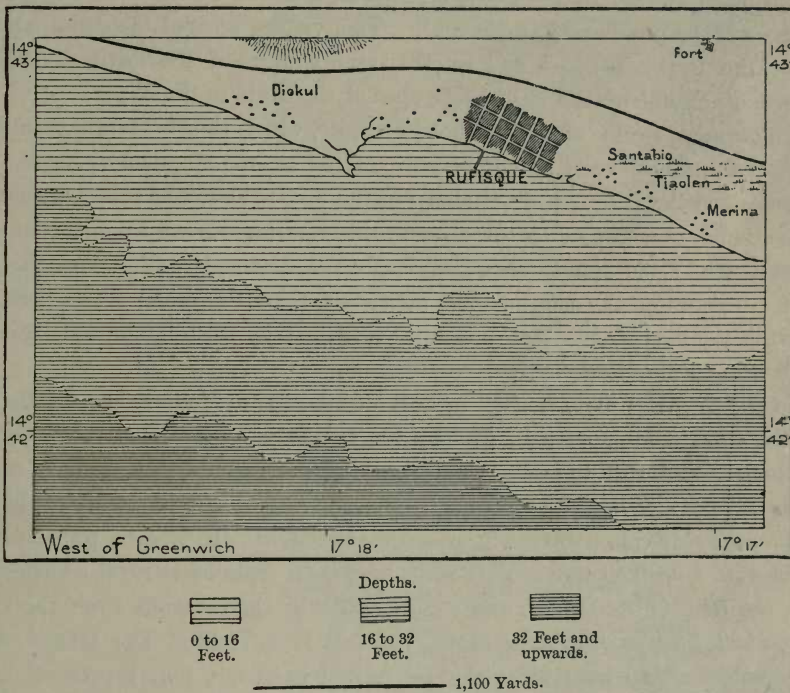 14° 43′
Fort
14° 43′
Diokul
RUFISQUE
Santabio
Tiaolen
Merina
14° 42′
14° 42′
West of Greenwich
17° 18′
17° 17′
Depths.
0 to 16 Feet.
16 to 32 Feet.
32 Feet and upwards.
1,100 Yards.